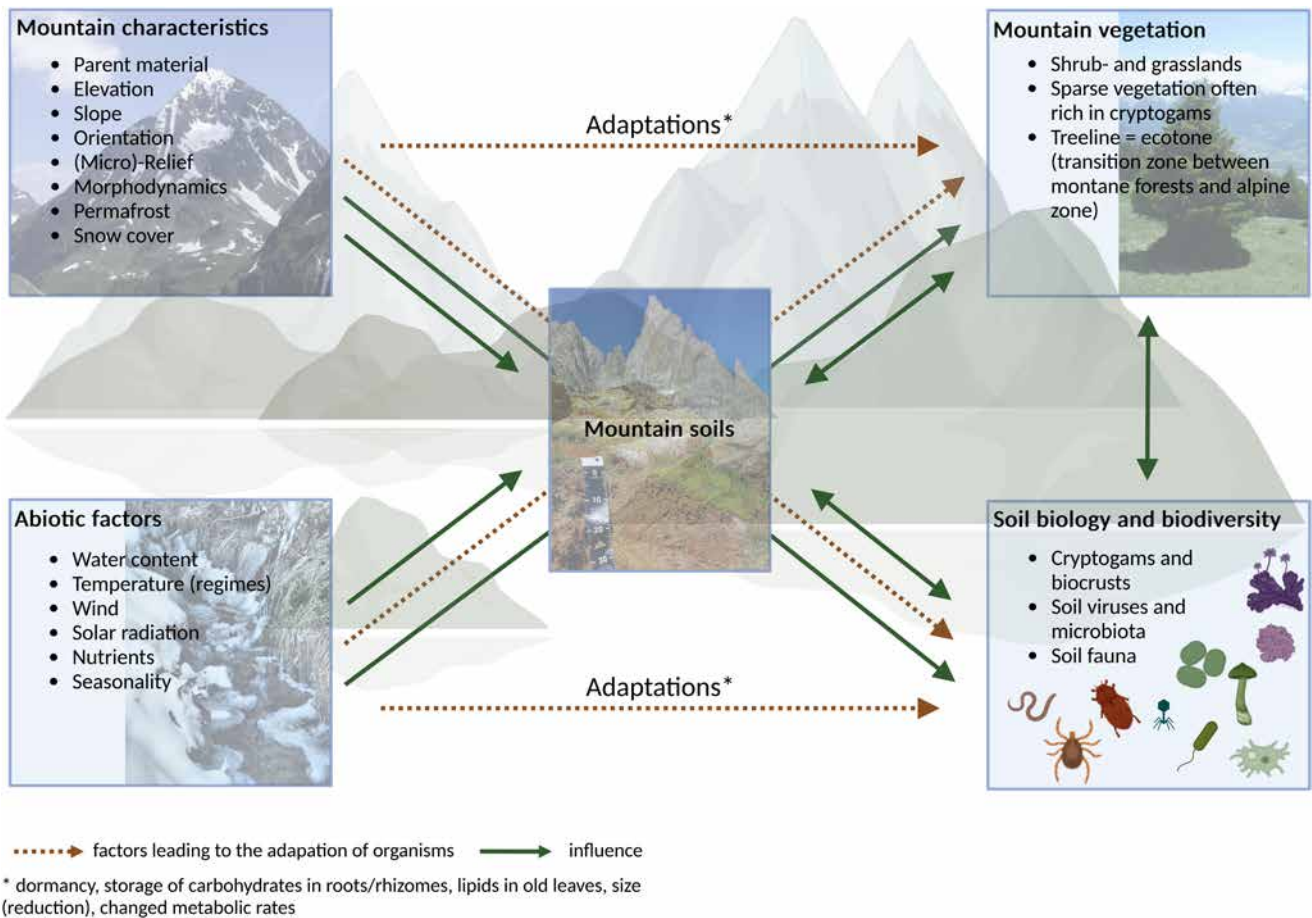 Mountain characteristics
• Parent material
• Elevation
• Slope
• Orientation
• (Micro)-Relief
• Morphodynamics
• Permafrost
• Snow cover
Adaptations*
Mountain vegetation
• Shrub- and grasslands
• Sparse vegetation often
rich in cryptogams
• Treeline = ecotone
(transition zone between
montane forests and alpine
zone)
Mountain soils
Abiotic factors
• Water content
• Temperature (regimes)
• Wind
• Solar radiation
• Nutrients
• Seasonality
Adaptations*
Soil biology and biodiversity
• Cryptogams and
biocrusts
• Soil viruses and
microbiota
• Soil fauna
factors leading to the adapation of organisms
influence
* dormancy, storage of carbohydrates in roots/rhizomes, lipids in old leaves, size
(reduction), changed metabolic rates